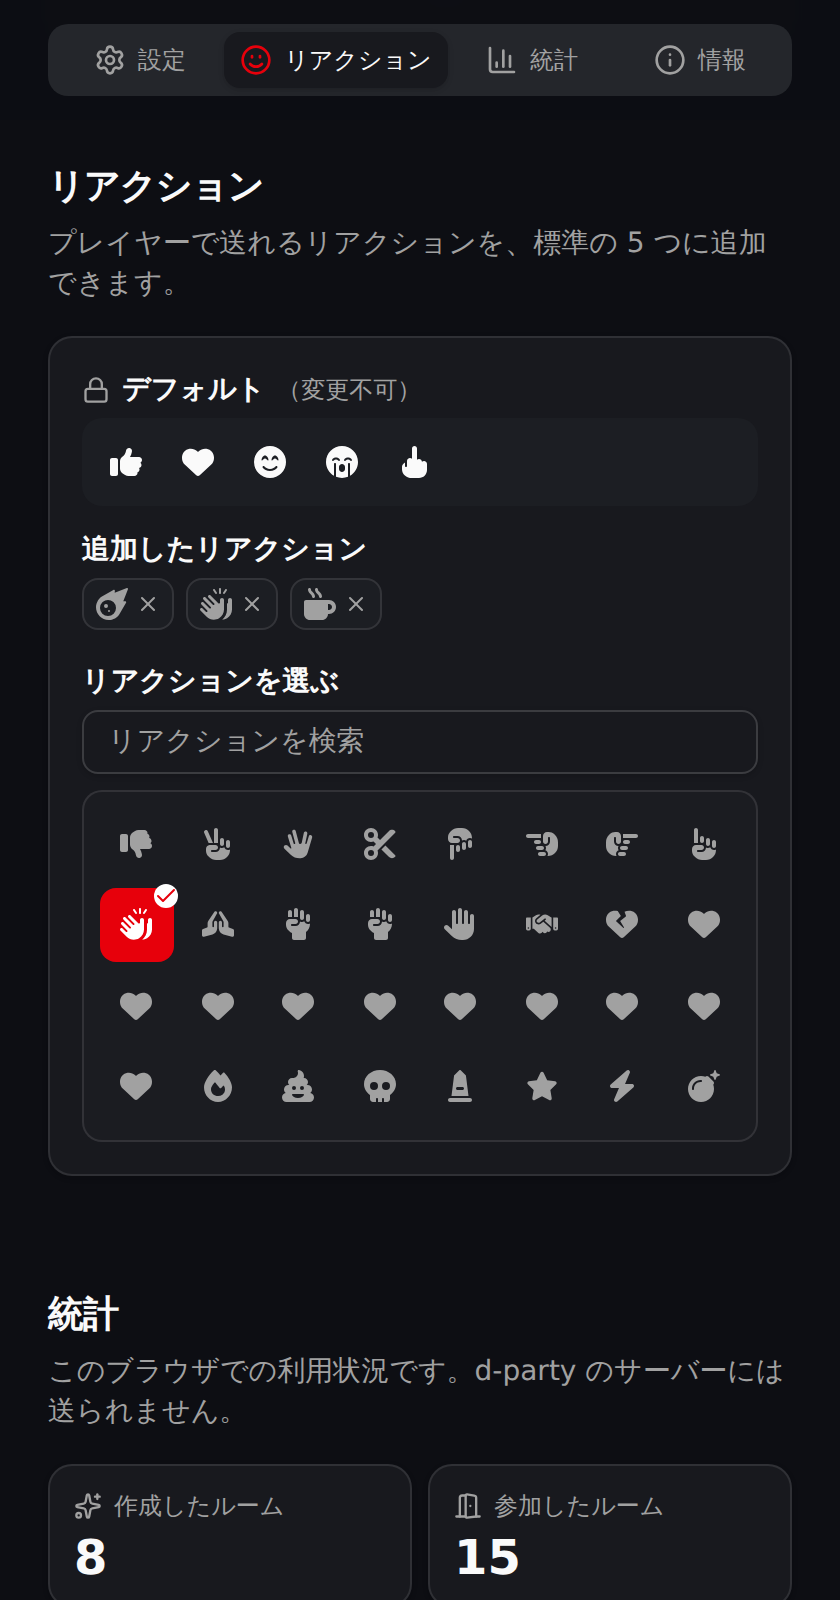 設定
リアクション
統計
情報
リアクション
プレイヤーで送れるリアクションを、標準の 5 つに追加
できます。
デフォルト （変更不可）
追加したリアクション
リアクションを選ぶ
リアクションを検索
統計
このブラウザでの利用状況です。d-party のサーバーには
送られません。
作成したルーム
8
参加したルーム
15